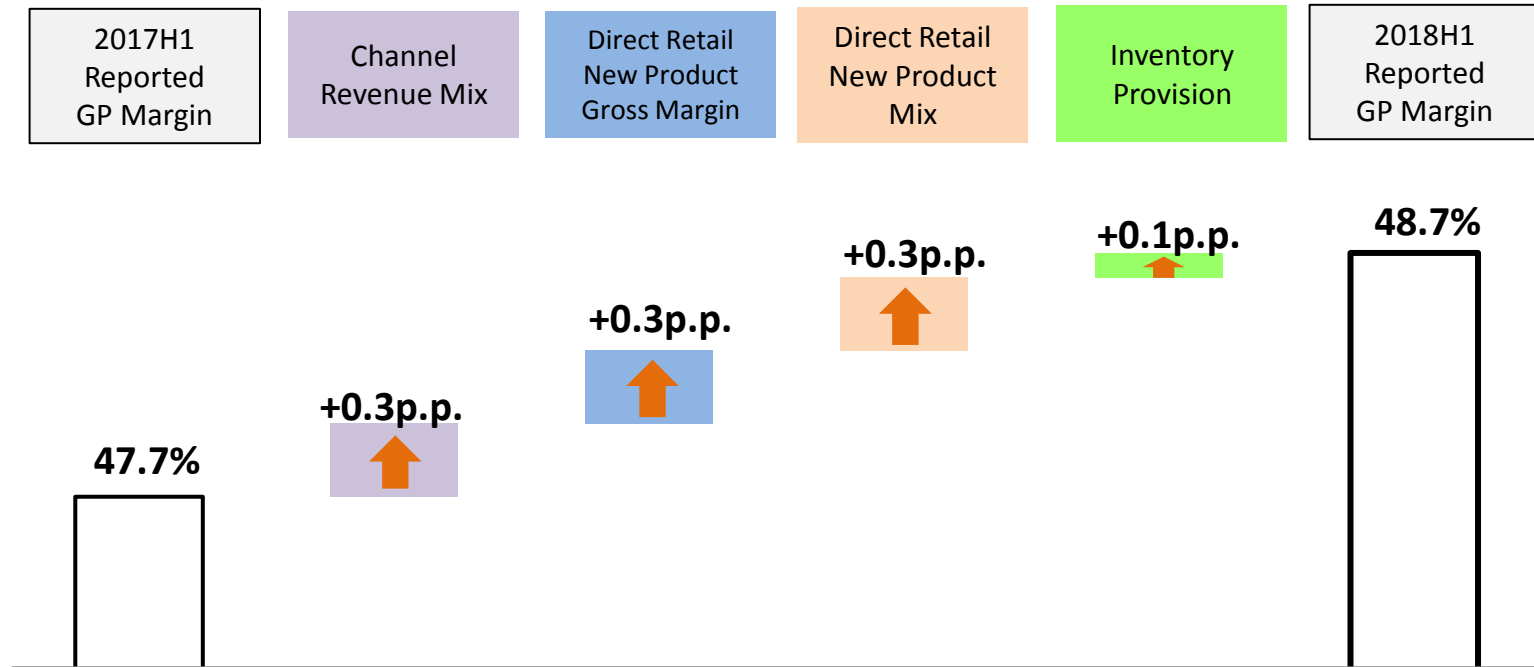 2017H1
Reported
GP Margin
Channel
Revenue Mix
Direct Retail
New Product
Gross Margin
Direct Retail
New Product
Mix
Inventory
Provision
2018H1
Reported
GP Margin
47.7%
+0.3p.p.
+0.3p.p.
+0.3p.p.
+0.1p.p.
48.7%